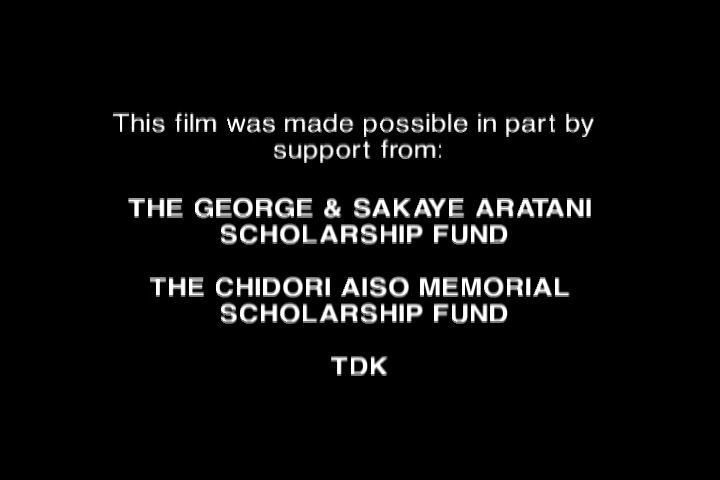 This film was made possible in part by
support from:
THE GEORGE & SAKAYE ARATANI
SCHOLARSHIP FUND
THE CHIDORI AISO MEMORIAL
SCHOLARSHIP FUND
TDK